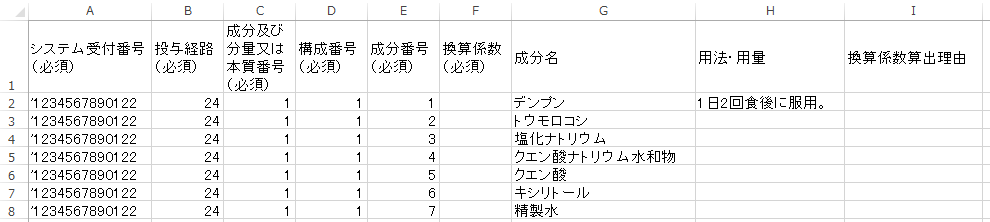 A B C D E F G H I
1 システム受付番号(必須) 投与経路(必須) 成分及び分量又は本質番号(必須) 構成番号(必須) 成分番号(必須) 換算係数(必須) 成分名 用法・用量 換算係数算出理由
2 '1234567890122 24 1 1 1 デンプン 1日2回食後に服用。
3 '1234567890122 24 1 1 2 トウモロコシ
4 '1234567890122 24 1 1 3 塩化ナトリウム
5 '1234567890122 24 1 1 4 クエン酸ナトリウム水和物
6 '1234567890122 24 1 1 5 クエン酸
7 '1234567890122 24 1 1 6 キシリトール
8 '1234567890122 24 1 1 7 精製水